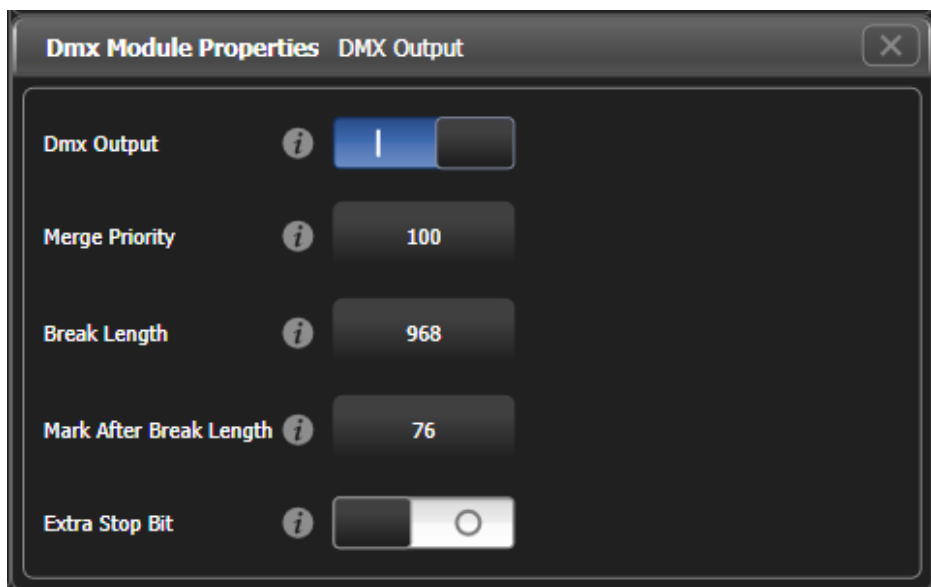 Dmx Module Properties DMX Output
Dmx Output
Merge Priority 100
Break Length 968
Mark After Break Length 76
Extra Stop Bit